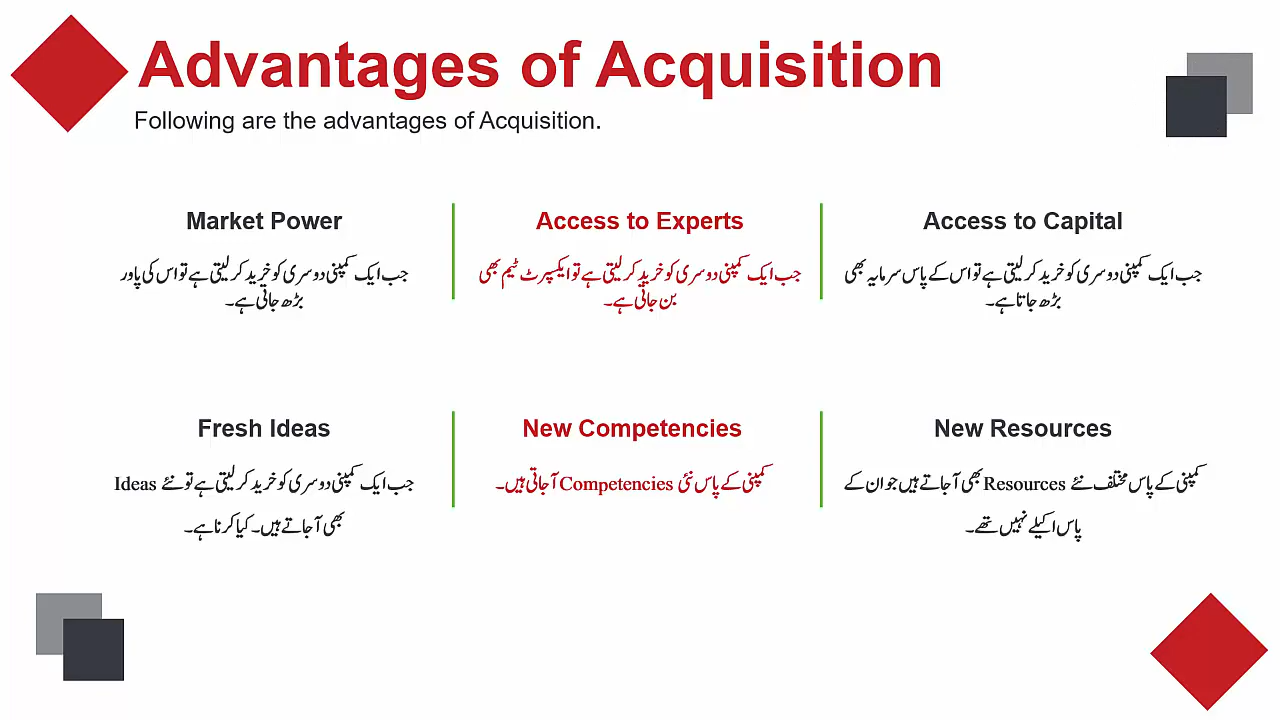 Advantages of Acquisition
Following are the advantages of Acquisition.
Market Power
جب ایک کمپنی دوسری کو خرید کر لیتی ہے تو اس کی پاور
بڑھ جاتی ہے۔
Access to Experts
جب ایک کمپنی دوسری کو خرید کر لیتی ہے تو ایکسپرٹ ٹیم بھی
بن جاتی ہے۔
Access to Capital
جب ایک کمپنی دوسری کو خرید کر لیتی ہے تو اس کے پاس سرمایہ بھی
بڑھ جاتا ہے۔
Fresh Ideas
جب ایک کمپنی دوسری کو خرید کر لیتی ہے تو نئے Ideas
بھی آ جاتے ہیں۔ کیا کرنا ہے۔
New Competencies
کمپنی کے پاس نئی Competencies آ جاتی ہیں۔
New Resources
کمپنی کے پاس مختلف نئے Resources بھی آ جاتے ہیں جو ان کے
پاس اکیلے نہیں تھے۔